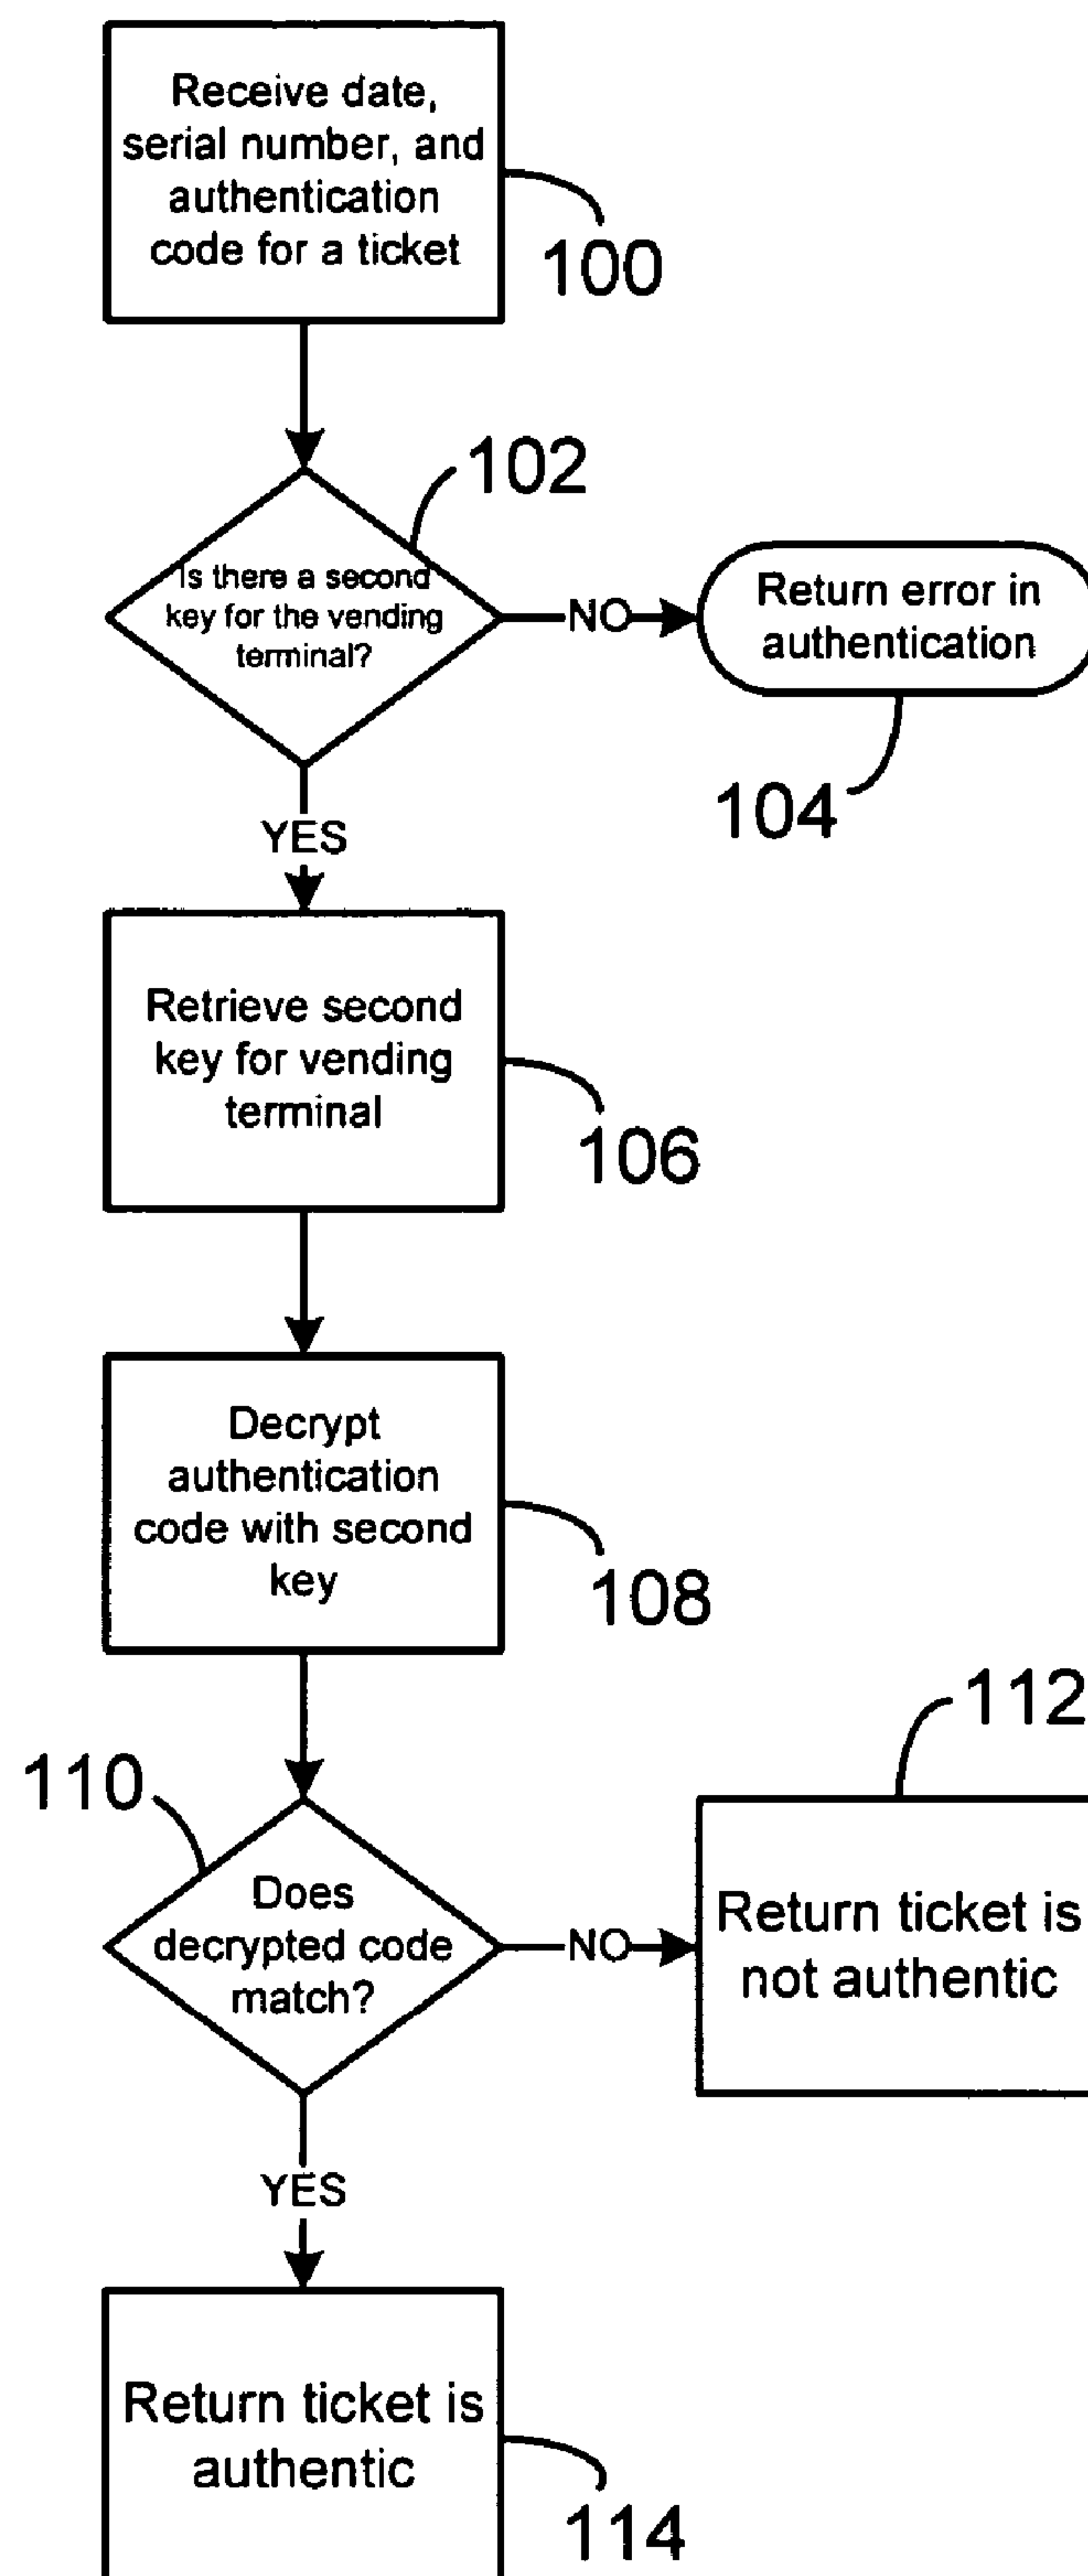 Receive date,
serial number, and
authentication
code for a ticket
100
102
Is there a second
key for the vending
terminal?
NO
Return error in
authentication
104
YES
Retrieve second
key for vending
terminal
106
Decrypt
authentication
code with second
key
108
112
110
Does
decrypted code
match?
NO
Return ticket is
not authentic
YES
Return ticket is
authentic
114